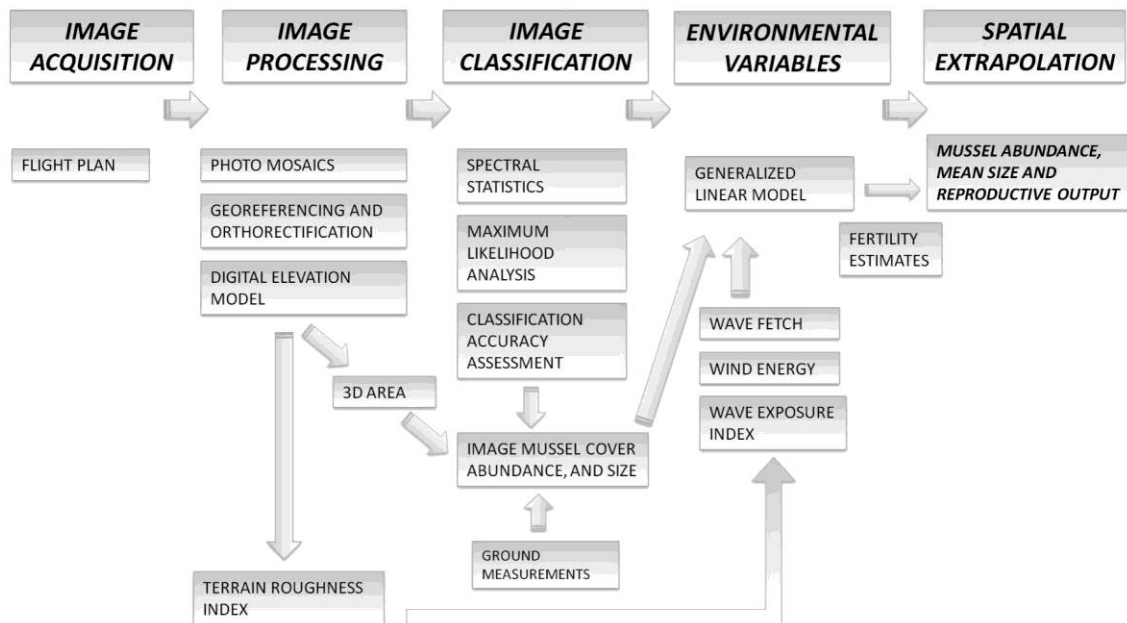 IMAGE
ACQUISITION
IMAGE
PROCESSING
IMAGE
CLASSIFICATION
ENVIRONMENTAL
VARIABLES
SPATIAL
EXTRAPOLATION
FLIGHT PLAN
PHOTO MOSAICS
GEOREFERENCING AND
ORTHORECTIFICATION
DIGITAL ELEVATION
MODEL
3D AREA
TERRAIN ROUGHNESS
INDEX
SPECTRAL
STATISTICS
MAXIMUM
LIKELIHOOD
ANALYSIS
CLASSIFICATION
ACCURACY
ASSESSMENT
IMAGE MUSSEL COVER
ABUNDANCE, AND SIZE
GROUND
MEASUREMENTS
GENERALIZED
LINEAR MODEL
WAVE FETCH
WIND ENERGY
WAVE EXPOSURE
INDEX
FERTILITY
ESTIMATES
MUSSEL ABUNDANCE,
MEAN SIZE AND
REPRODUCTIVE OUTPUT